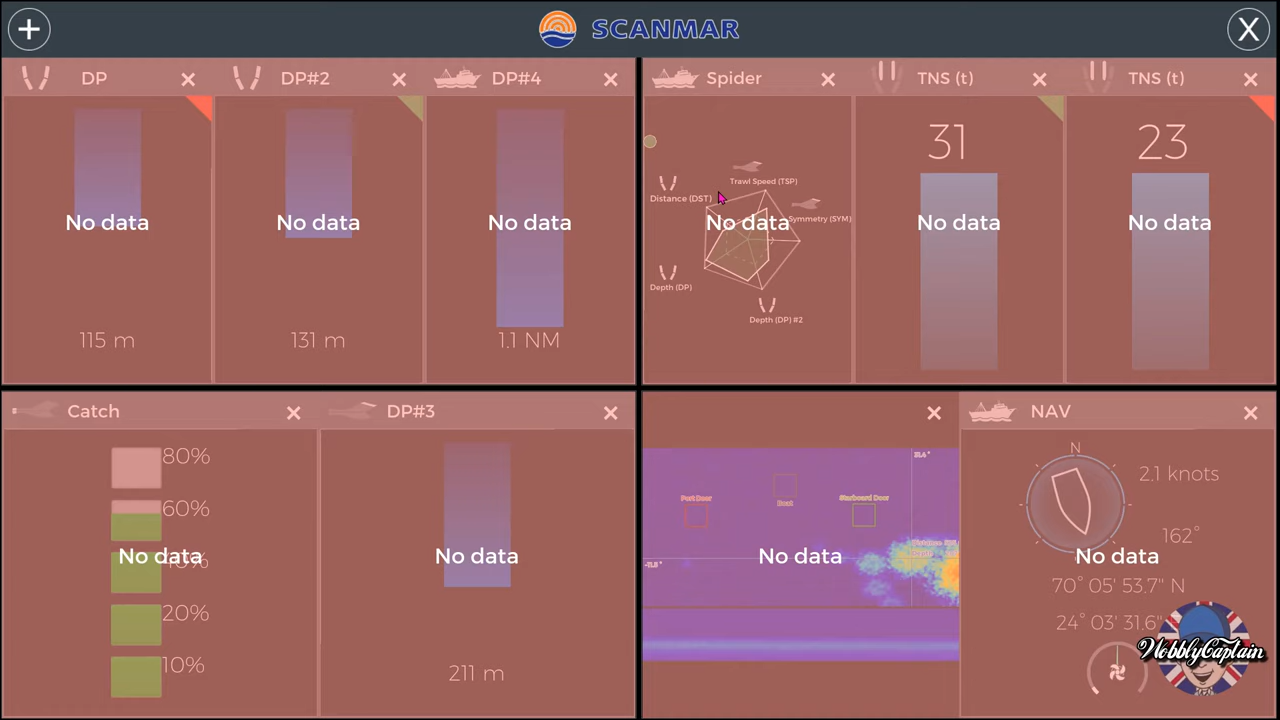 SCANMAR
X
DP
DP#2
DP#4
Spider
TNS (t)
TNS (t)
31
23
Trawl Speed (TSP)
Distance (DST)
Symmetry (SYM)
No data
No data
No data
No data
No data
No data
Depth (DP)
Depth (DP) #2
115 m
131 m
1.1 NM
Catch
DP#3
NAV
80%
60%
20%
10%
N
2.1 knots
162°
Port Door
Boat
Starboard Door
No data
No data
No data
No data
70° 05' 53.7" N
24° 03' 31.6"
211 m
NobblyCaptain